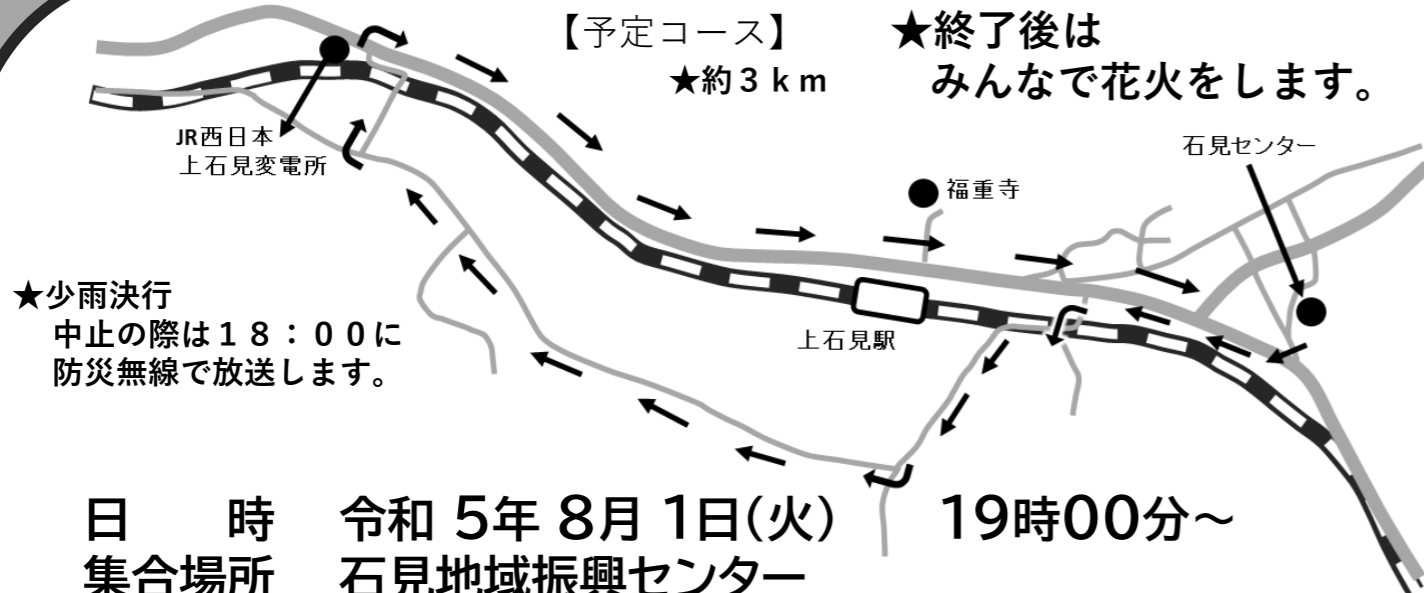 【予定コース】
★約3km
★終了後は
みんなで花火をします。
JR西日本
上石見変電所
石見センター
福重寺
★少雨決行
中止の際は18：00に
防災無線で放送します。
上石見駅
日　　時　令和 5年 8月 1日(火)　　19時00分～
集合場所　石見地域振興センター